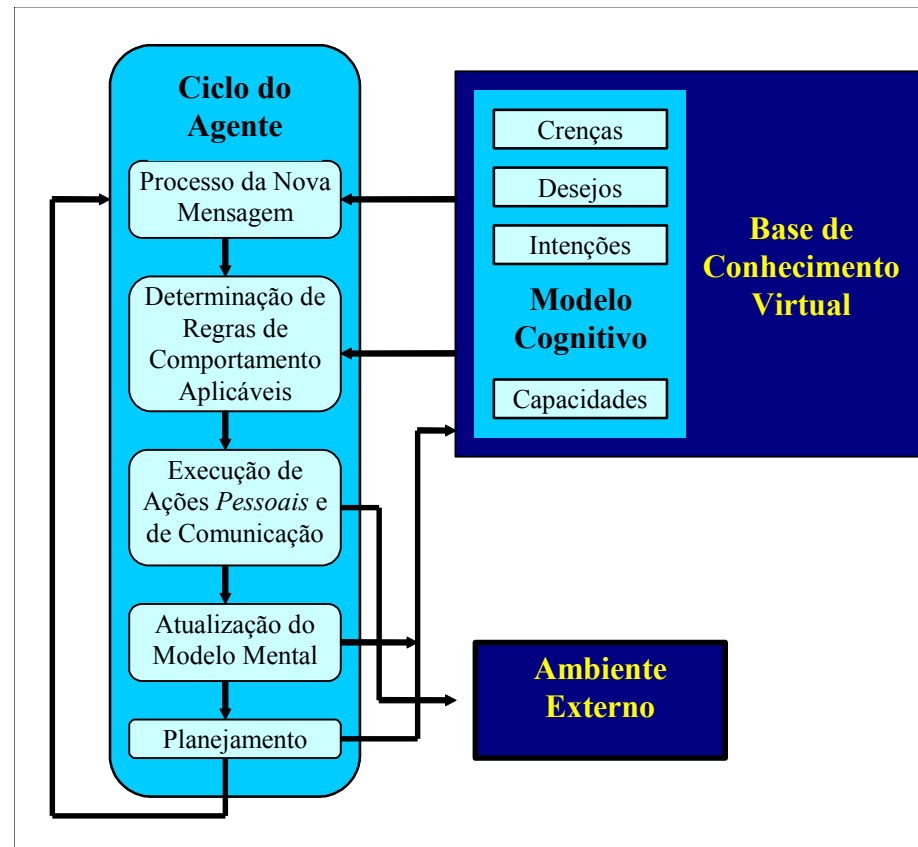 Ciclo do
Agente
Processo da Nova
Mensagem
Determinação de
Regras de
Comportamento
Aplicáveis
Execução de
Ações Pessoais e
de Comunicação
Atualização do
Modelo Mental
Planejamento
Crenças
Desejos
Intenções
Modelo
Cognitivo
Capacidades
Base de
Conhecimento
Virtual
Ambiente
Externo